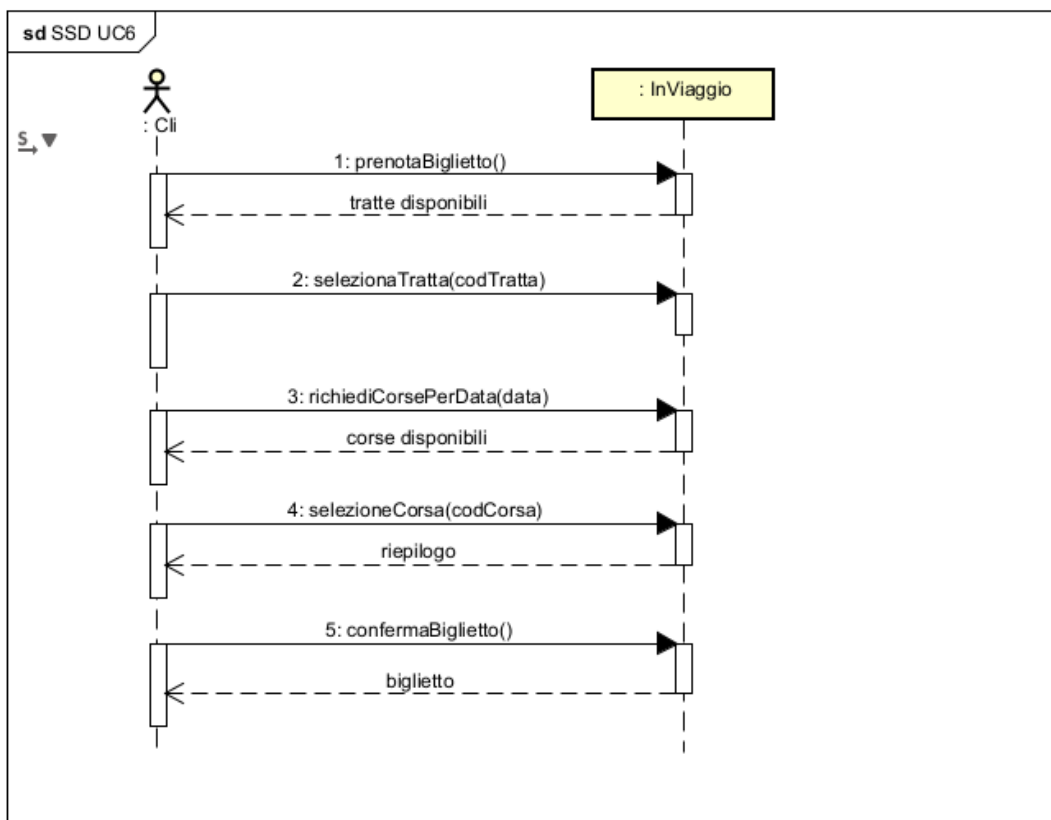 sd SSD UC6
: Cli
: InViaggio
S
1: prenotaBiglietto()
tratte disponibili
2: selezionaTratta(codTratta)
3: richiediCorsePerData(data)
corse disponibili
4: selezioneCorsa(codCorsa)
riepilogo
5: confermaBiglietto()
biglietto